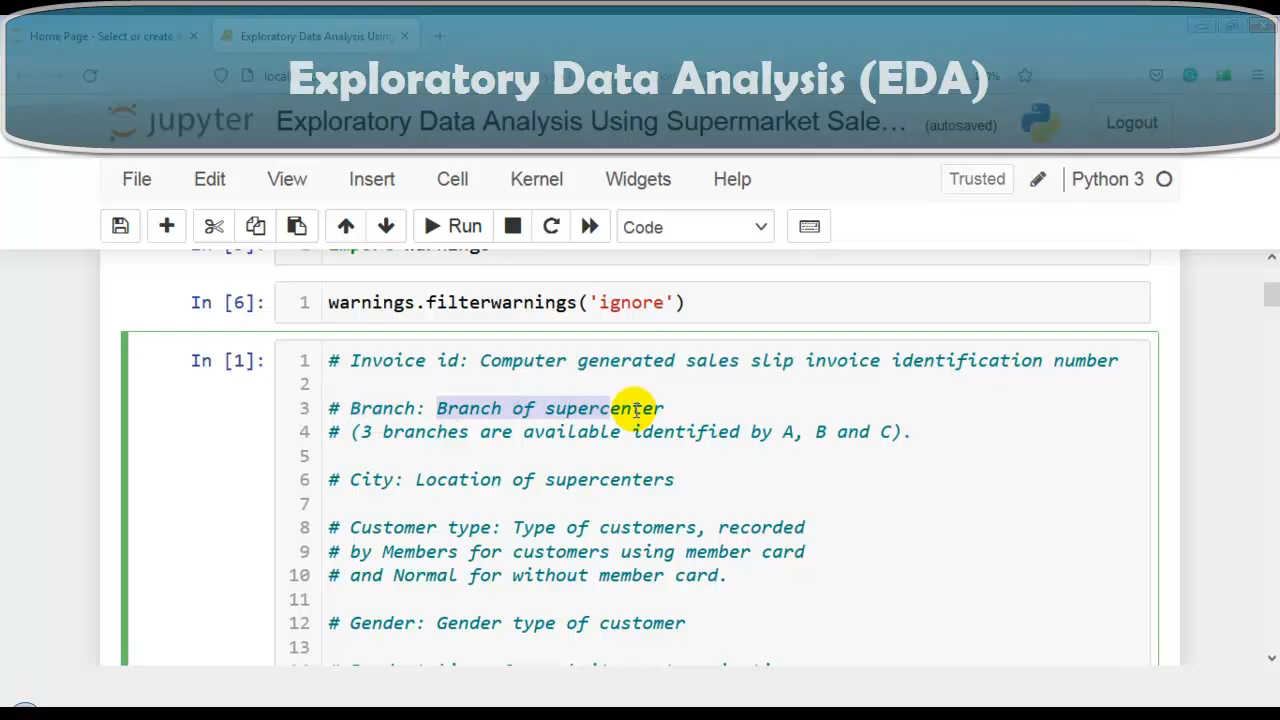 Home Page - Select or create a
Exploratory Data Analysis Using
Exploratory Data Analysis (EDA)
jupyter Exploratory Data Analysis Using Supermarket Sale... (autosaved) Logout
File Edit View Insert Cell Kernel Widgets Help Trusted Python 3
Run Code
import warnings
In [6]: 1 warnings.filterwarnings('ignore')
In [1]: 1 # Invoice id: Computer generated sales slip invoice identification number
2
3 # Branch: Branch of supercenter
4 # (3 branches are available identified by A, B and C).
5
6 # City: Location of supercenters
7
8 # Customer type: Type of customers, recorded
9 # by Members for customers using member card
10 # and Normal for without member card.
11
12 # Gender: Gender type of customer
13